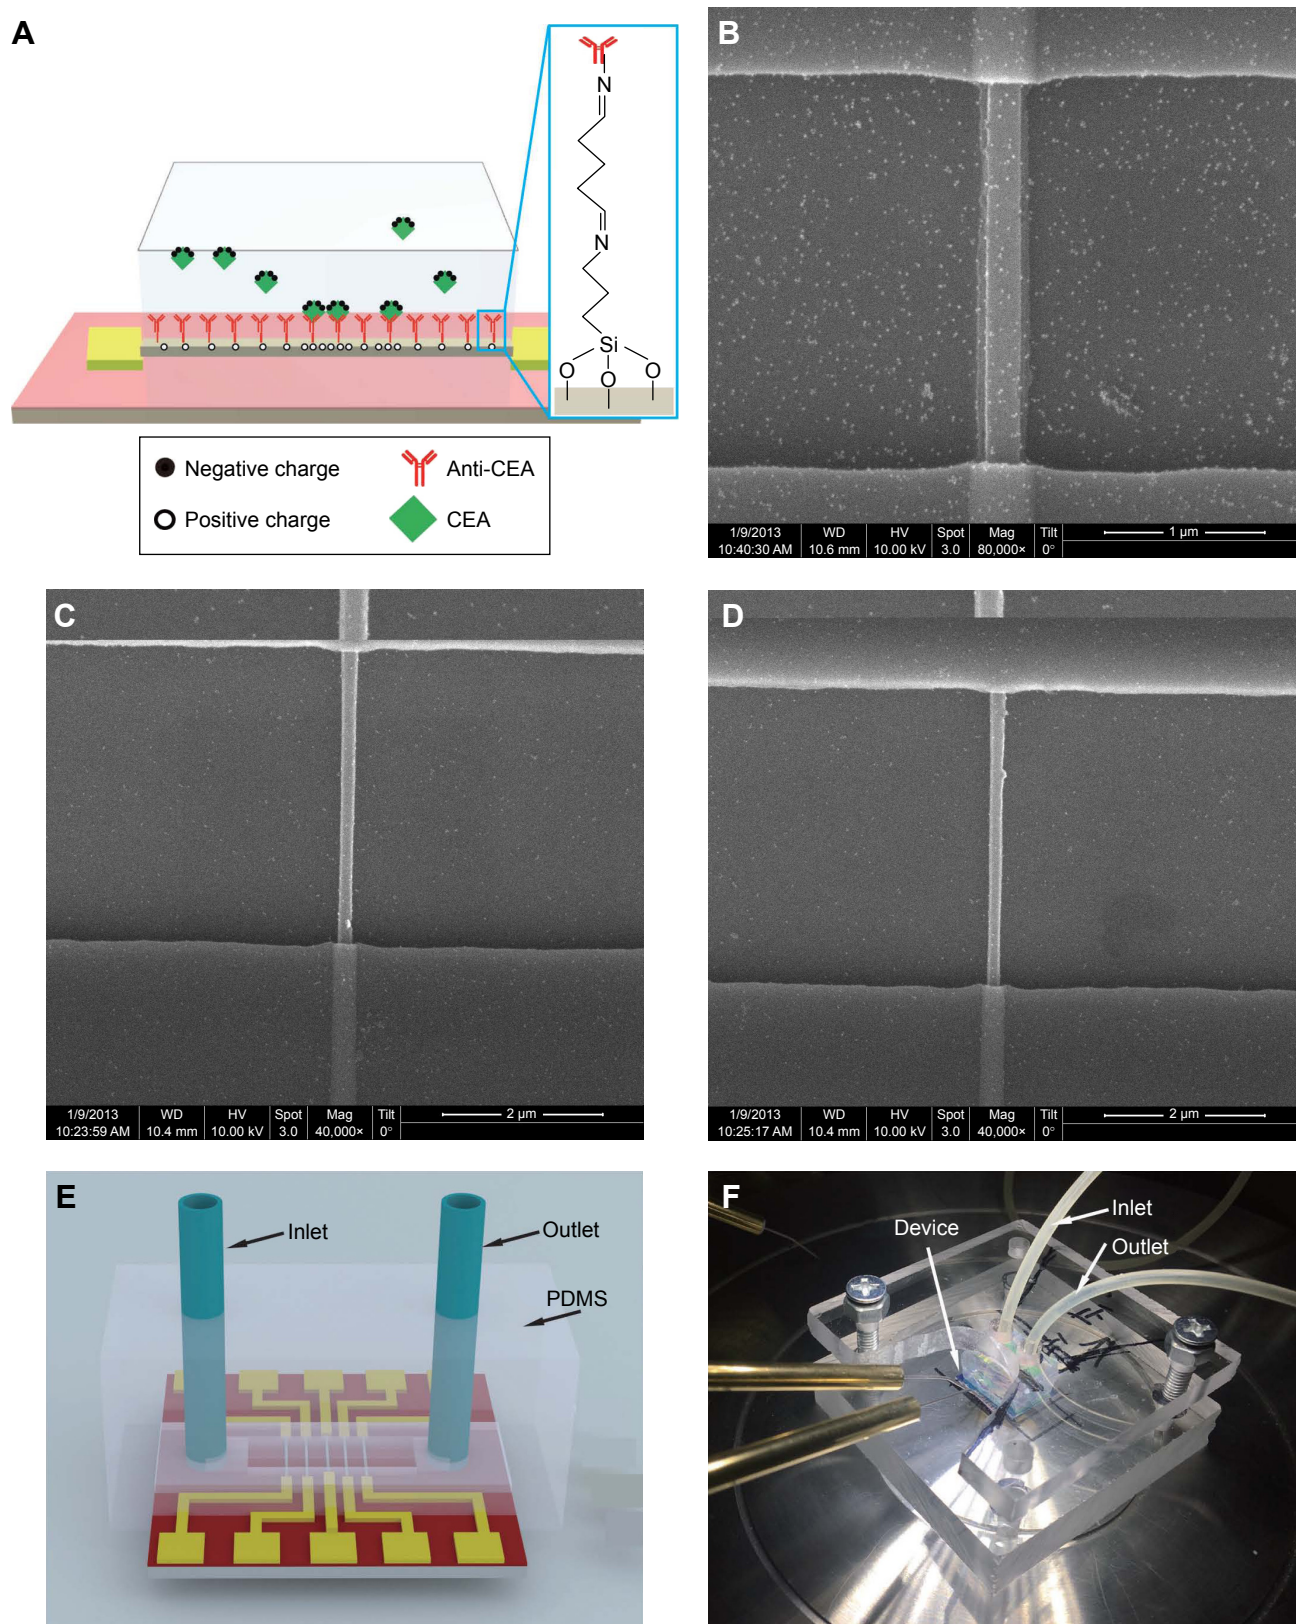 A
N
N
Si
O
O
O
Negative charge
Anti-CEA
Positive charge
CEA
B
1/9/2013 WD HV Spot Mag Tilt 1 µm
10:40:30 AM 10.6 mm 10.00 kV 3.0 80,000× 0°
C
1/9/2013 WD HV Spot Mag Tilt 2 µm
10:23:59 AM 10.4 mm 10.00 kV 3.0 40,000× 0°
D
1/9/2013 WD HV Spot Mag Tilt 2 µm
10:25:17 AM 10.4 mm 10.00 kV 3.0 40,000× 0°
E
Inlet
Outlet
PDMS
F
Inlet
Device
Outlet